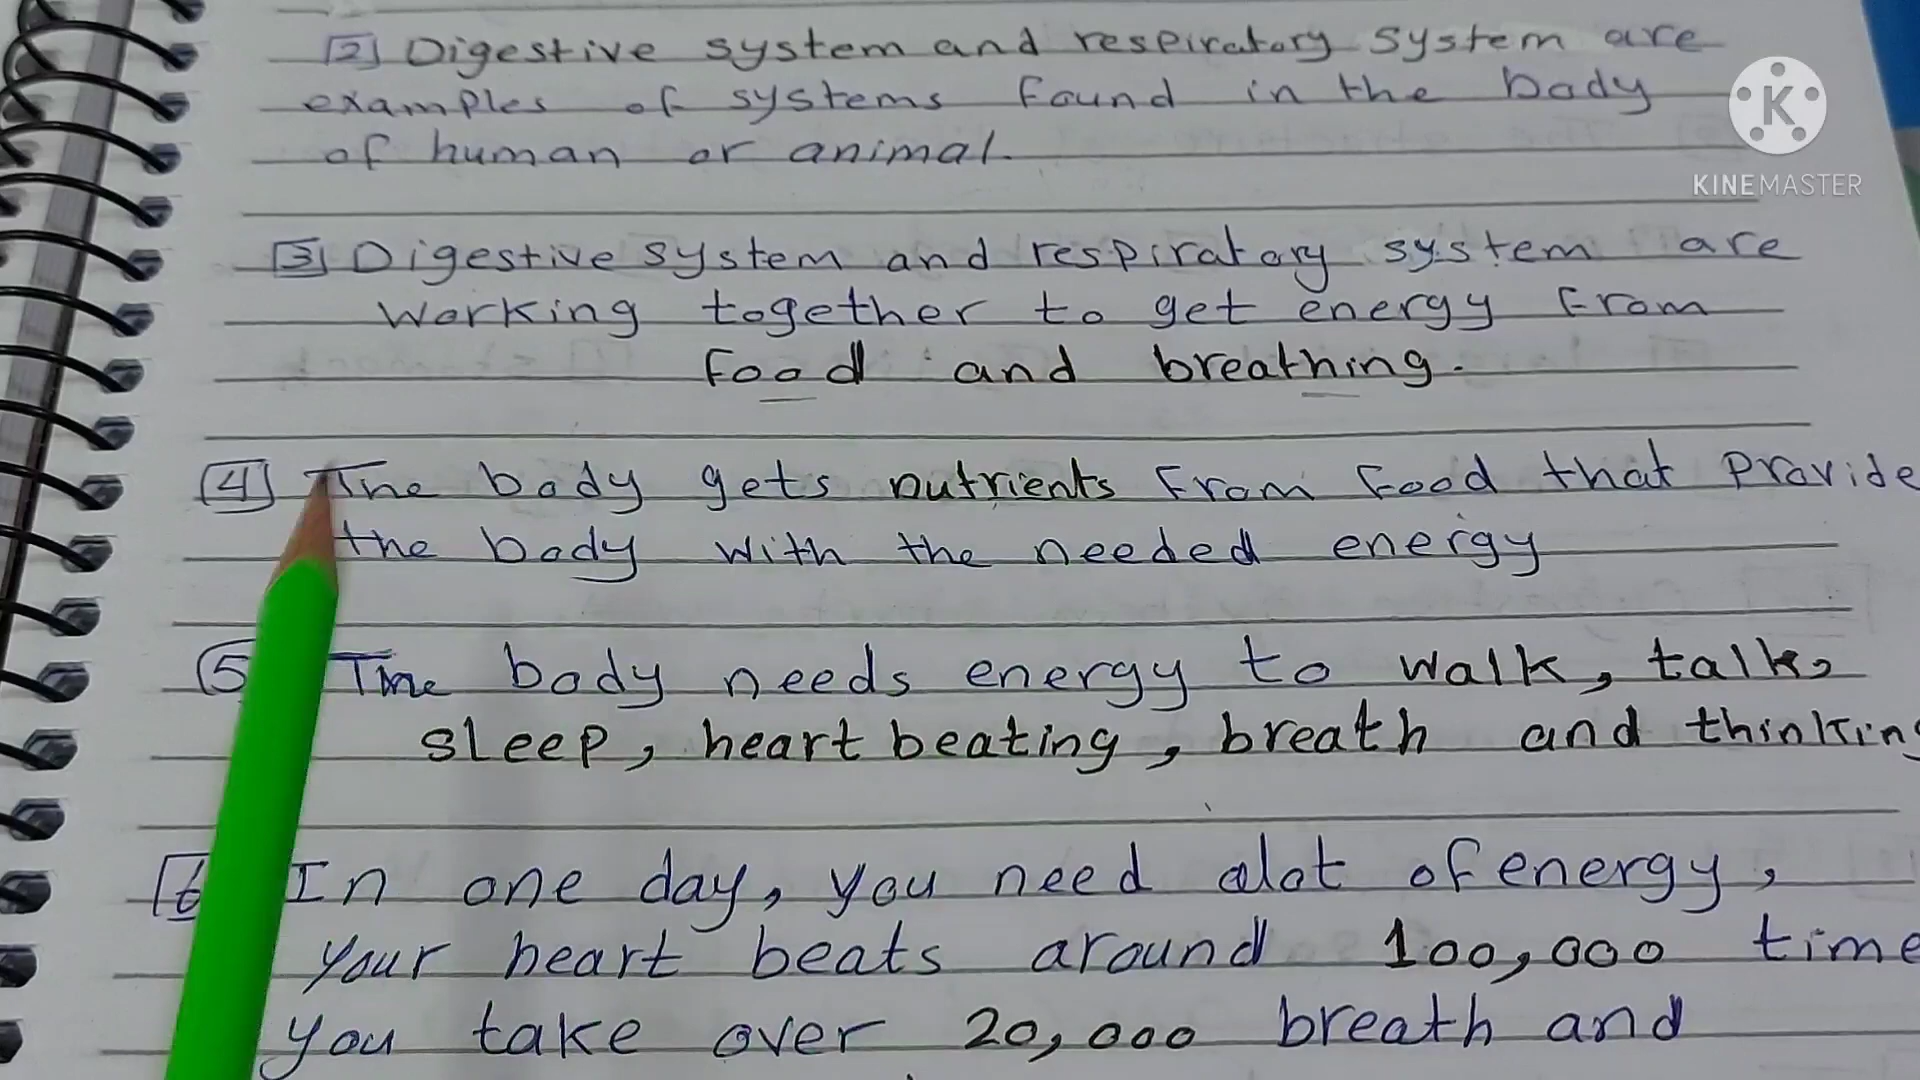 [2] Digestive system and respiratory system are
examples of systems found in the body
of human or animal.
[3] Digestive system and respiratory system are
working together to get energy from
food and breathing.
[4] The body gets nutrients from food that provide
the body with the needed energy
5 The body needs energy to walk, talk,
sleep, heart beating, breath and thinking
6 In one day, you need alot of energy,
your heart beats around 100,000 time
you take over 20,000 breath and
K
KINEMASTER